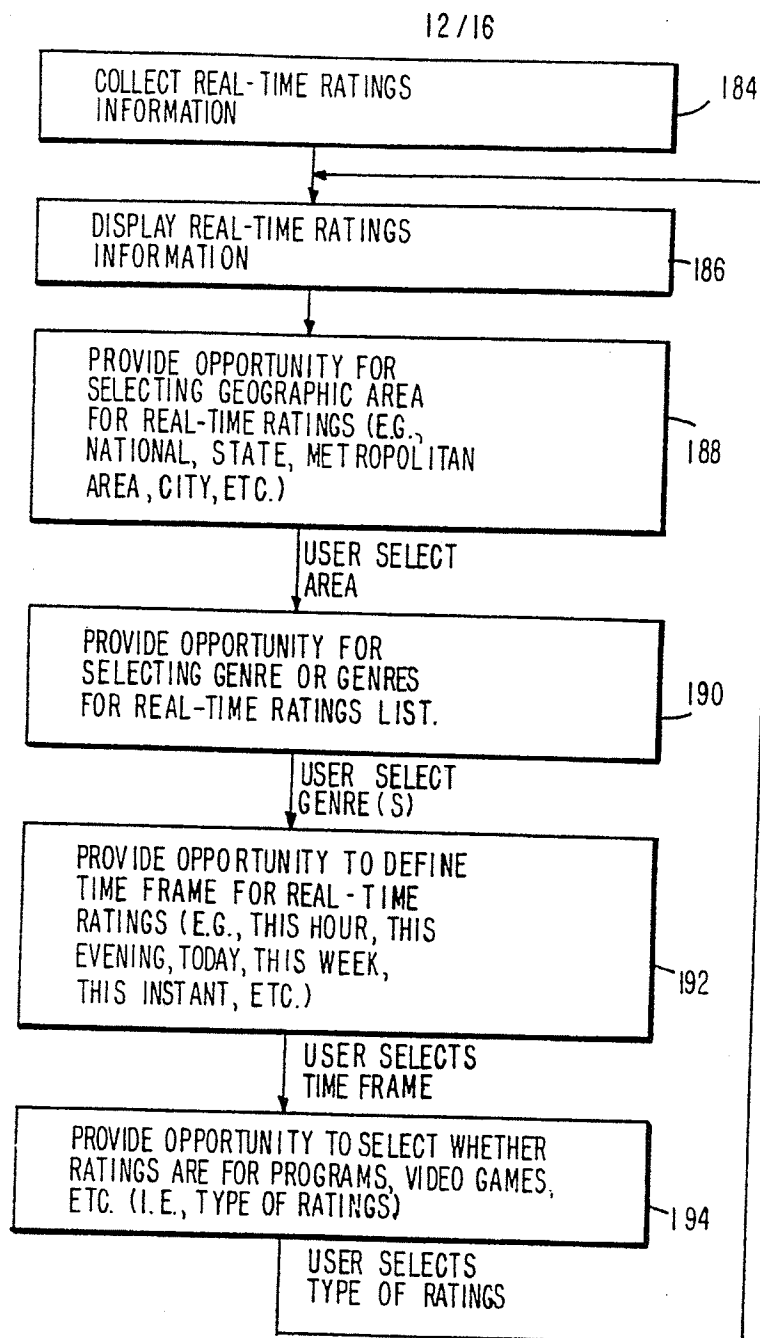 12/16
COLLECT REAL-TIME RATINGS
INFORMATION
184
DISPLAY REAL-TIME RATINGS
INFORMATION
186
PROVIDE OPPORTUNITY FOR
SELECTING GEOGRAPHIC AREA
FOR REAL-TIME RATINGS (E.G.,
NATIONAL, STATE, METROPOLITAN
AREA, CITY, ETC.)
188
USER SELECT
AREA
PROVIDE OPPORTUNITY FOR
SELECTING GENRE OR GENRES
FOR REAL-TIME RATINGS LIST.
190
USER SELECT
GENRE(S)
PROVIDE OPPORTUNITY TO DEFINE
TIME FRAME FOR REAL-TIME
RATINGS (E.G., THIS HOUR, THIS
EVENING, TODAY, THIS WEEK,
THIS INSTANT, ETC.)
192
USER SELECTS
TIME FRAME
PROVIDE OPPORTUNITY TO SELECT WHETHER
RATINGS ARE FOR PROGRAMS, VIDEO GAMES,
ETC. (I.E., TYPE OF RATINGS)
194
USER SELECTS
TYPE OF RATINGS